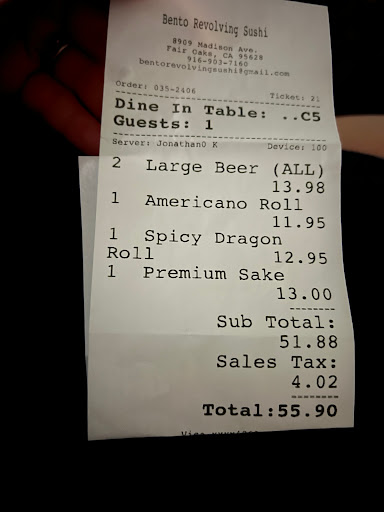 Bento Revolving Sushi
8909 Madison Ave.
Fair Oaks, CA 95628
916-903-7160
bentorevolvingsushi@gmail.com
Order: 035-2406 Ticket: 21
Dine In Table: ..C5
Guests: 1
Server: Jonathan0 K Device: 100
2 Large Beer (ALL)
13.98
1 Americano Roll
11.95
1 Spicy Dragon
Roll 12.95
1 Premium Sake
13.00
Sub Total:
51.88
Sales Tax:
4.02
Total:55.90